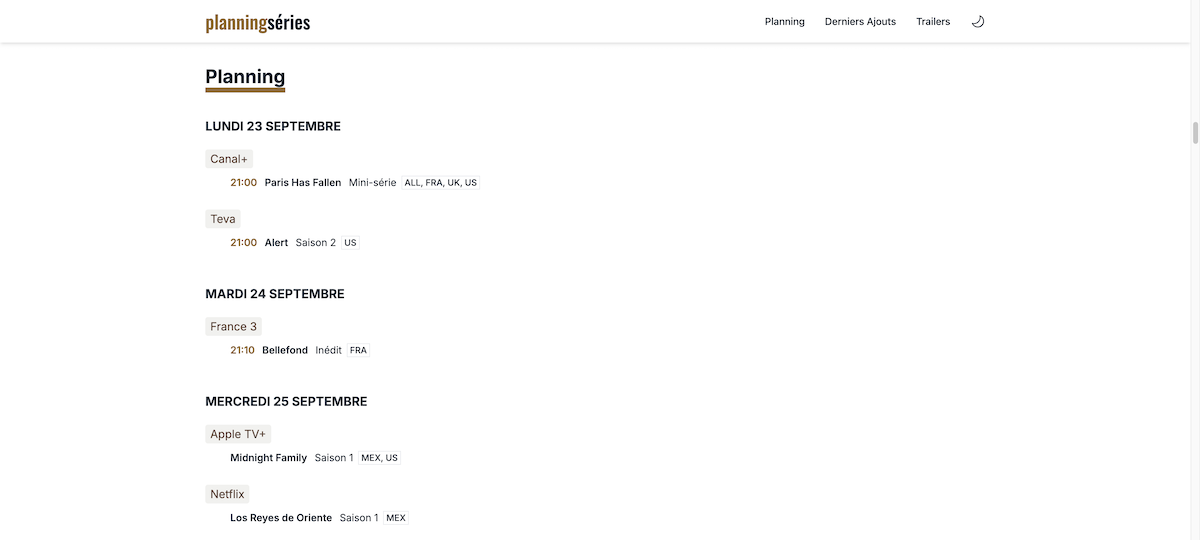 planningséries
Planning Derniers Ajouts Trailers
Planning
LUNDI 23 SEPTEMBRE
Canal+
21:00 Paris Has Fallen Mini-série ALL, FRA, UK, US
Teva
21:00 Alert Saison 2 US
MARDI 24 SEPTEMBRE
France 3
21:10 Bellefond Inédit FRA
MERCREDI 25 SEPTEMBRE
Apple TV+
Midnight Family Saison 1 MEX, US
Netflix
Los Reyes de Oriente Saison 1 MEX